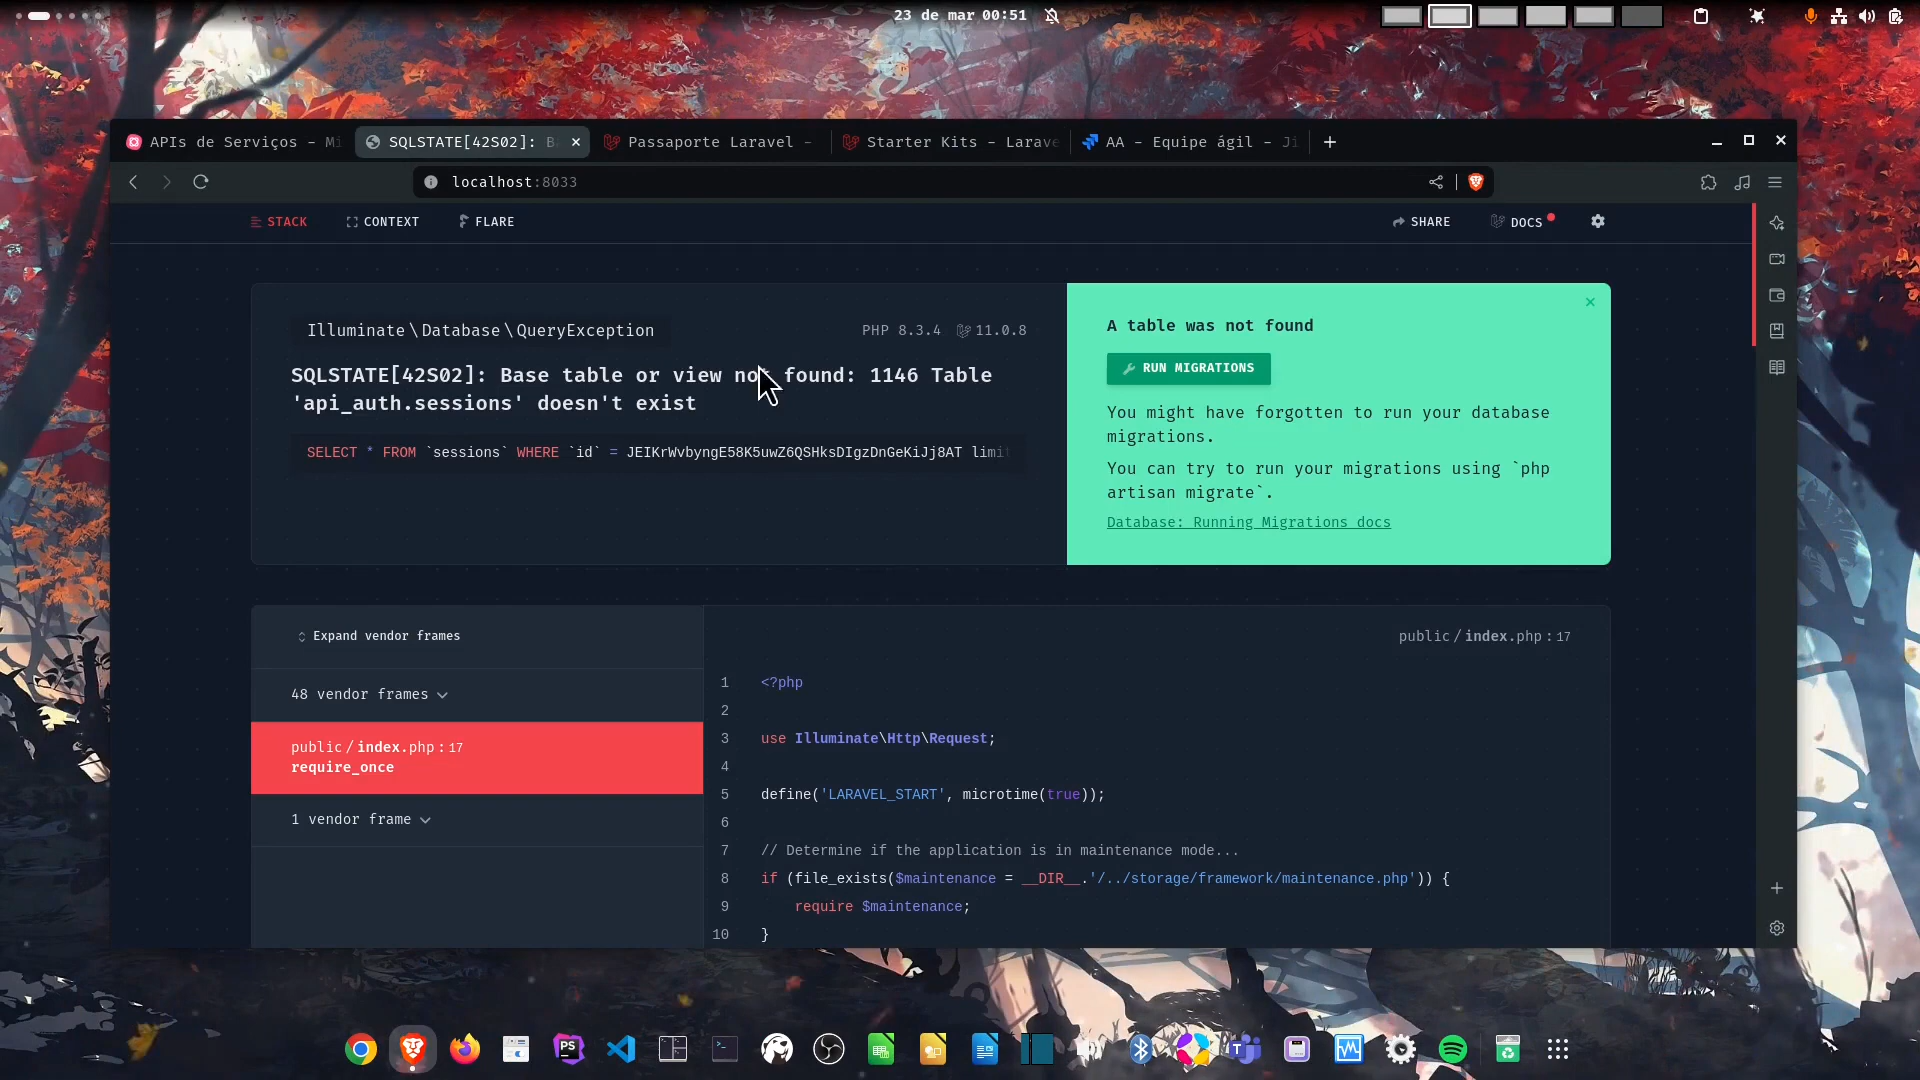 23 de mar 00:51
APIs de Serviços - Mi
SQLSTATE[42S02]: Ba
Passaporte Laravel -
Starter Kits - Larave
AA - Equipe ágil - Ji
localhost:8033
STACK
CONTEXT
FLARE
SHARE
DOCS
Illuminate\Database\QueryException
PHP 8.3.4
11.0.8
SQLSTATE[42S02]: Base table or view not found: 1146 Table
'api_auth.sessions' doesn't exist
SELECT * FROM `sessions` WHERE `id` = JEIKrWvbyngE58K5uwZ6QSHksDIgzDnGeKiJj8AT limit
A table was not found
RUN MIGRATIONS
You might have forgotten to run your database
migrations.
You can try to run your migrations using `php
artisan migrate`.
Database: Running Migrations docs
Expand vendor frames
48 vendor frames
public/index.php:17
require_once
1 vendor frame
public/index.php:17
1 <?php
2
3 use Illuminate\Http\Request;
4
5 define('LARAVEL_START', microtime(true));
6
7 // Determine if the application is in maintenance mode...
8 if (file_exists($maintenance = __DIR__.'/../storage/framework/maintenance.php')) {
9 require $maintenance;
10 }
PS